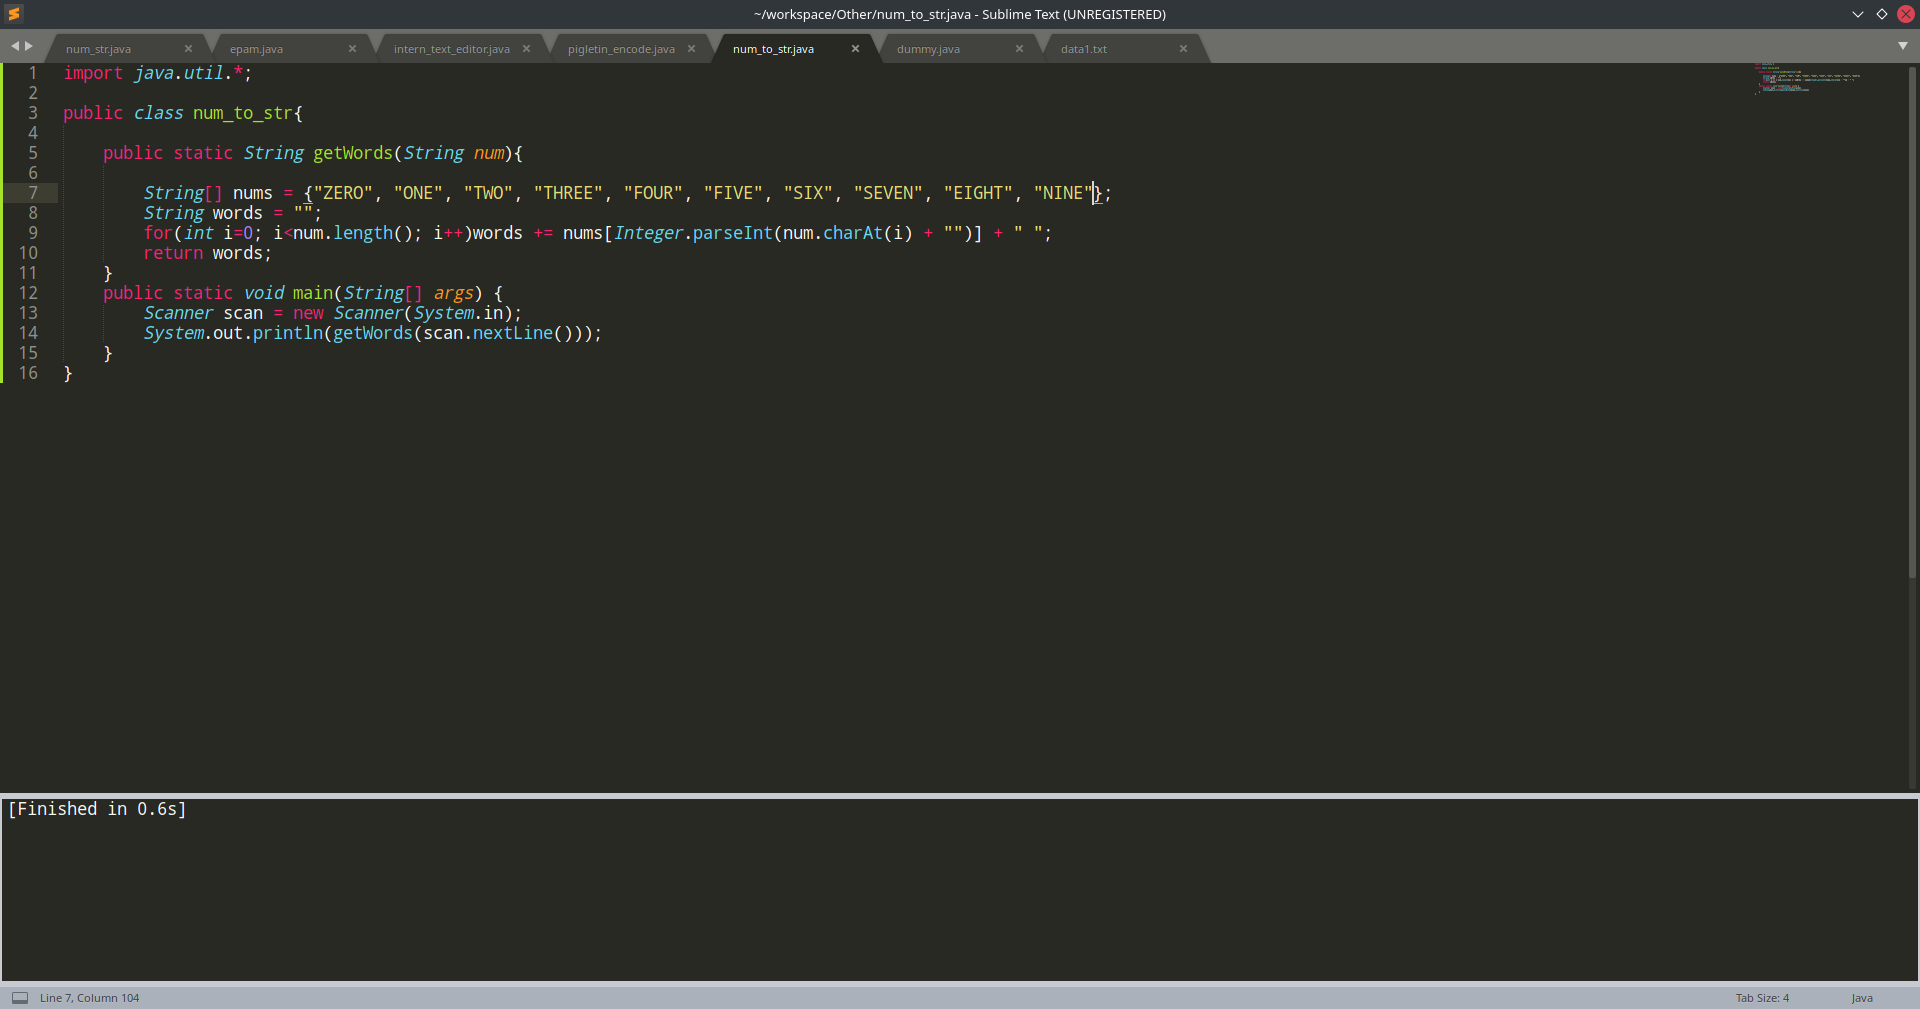 ~/workspace/Other/num_to_str.java - Sublime Text (UNREGISTERED)
num_str.java epam.java intern_text_editor.java pigletin_encode.java num_to_str.java dummy.java data1.txt
1 import java.util.*;
2
3 public class num_to_str{
4
5     public static String getWords(String num){
6
7         String[] nums = {"ZERO", "ONE", "TWO", "THREE", "FOUR", "FIVE", "SIX", "SEVEN", "EIGHT", "NINE"};
8         String words = "";
9         for(int i=0; i<num.length(); i++)words += nums[Integer.parseInt(num.charAt(i) + "")] + " ";
10         return words;
11     }
12     public static void main(String[] args) {
13         Scanner scan = new Scanner(System.in);
14         System.out.println(getWords(scan.nextLine()));
15     }
16 }
[Finished in 0.6s]
Line 7, Column 104 Tab Size: 4 Java